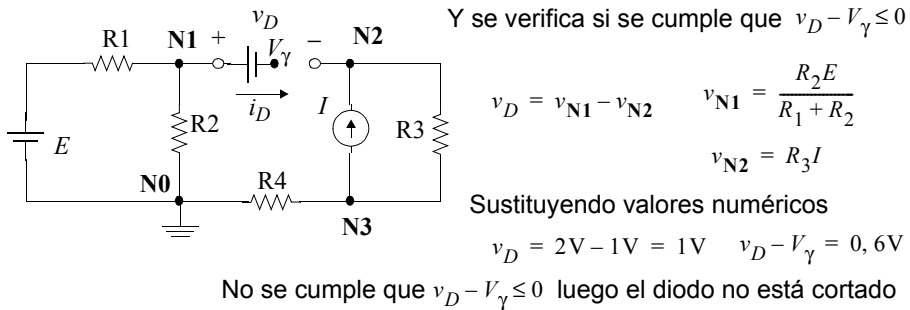 Y se verifica si se cumple que v_D – V_γ ≤ 0
v_D
R1 N1 + V_γ – N2
i_D
E R2 I R3
N0 R4 N3
v_D = v_N1 – v_N2 v_N1 = R_2E / (R_1 + R_2)
v_N2 = R_3I
Sustituyendo valores numéricos
v_D = 2V – 1V = 1V v_D – V_γ = 0, 6V
No se cumple que v_D – V_γ ≤ 0 luego el diodo no está cortado